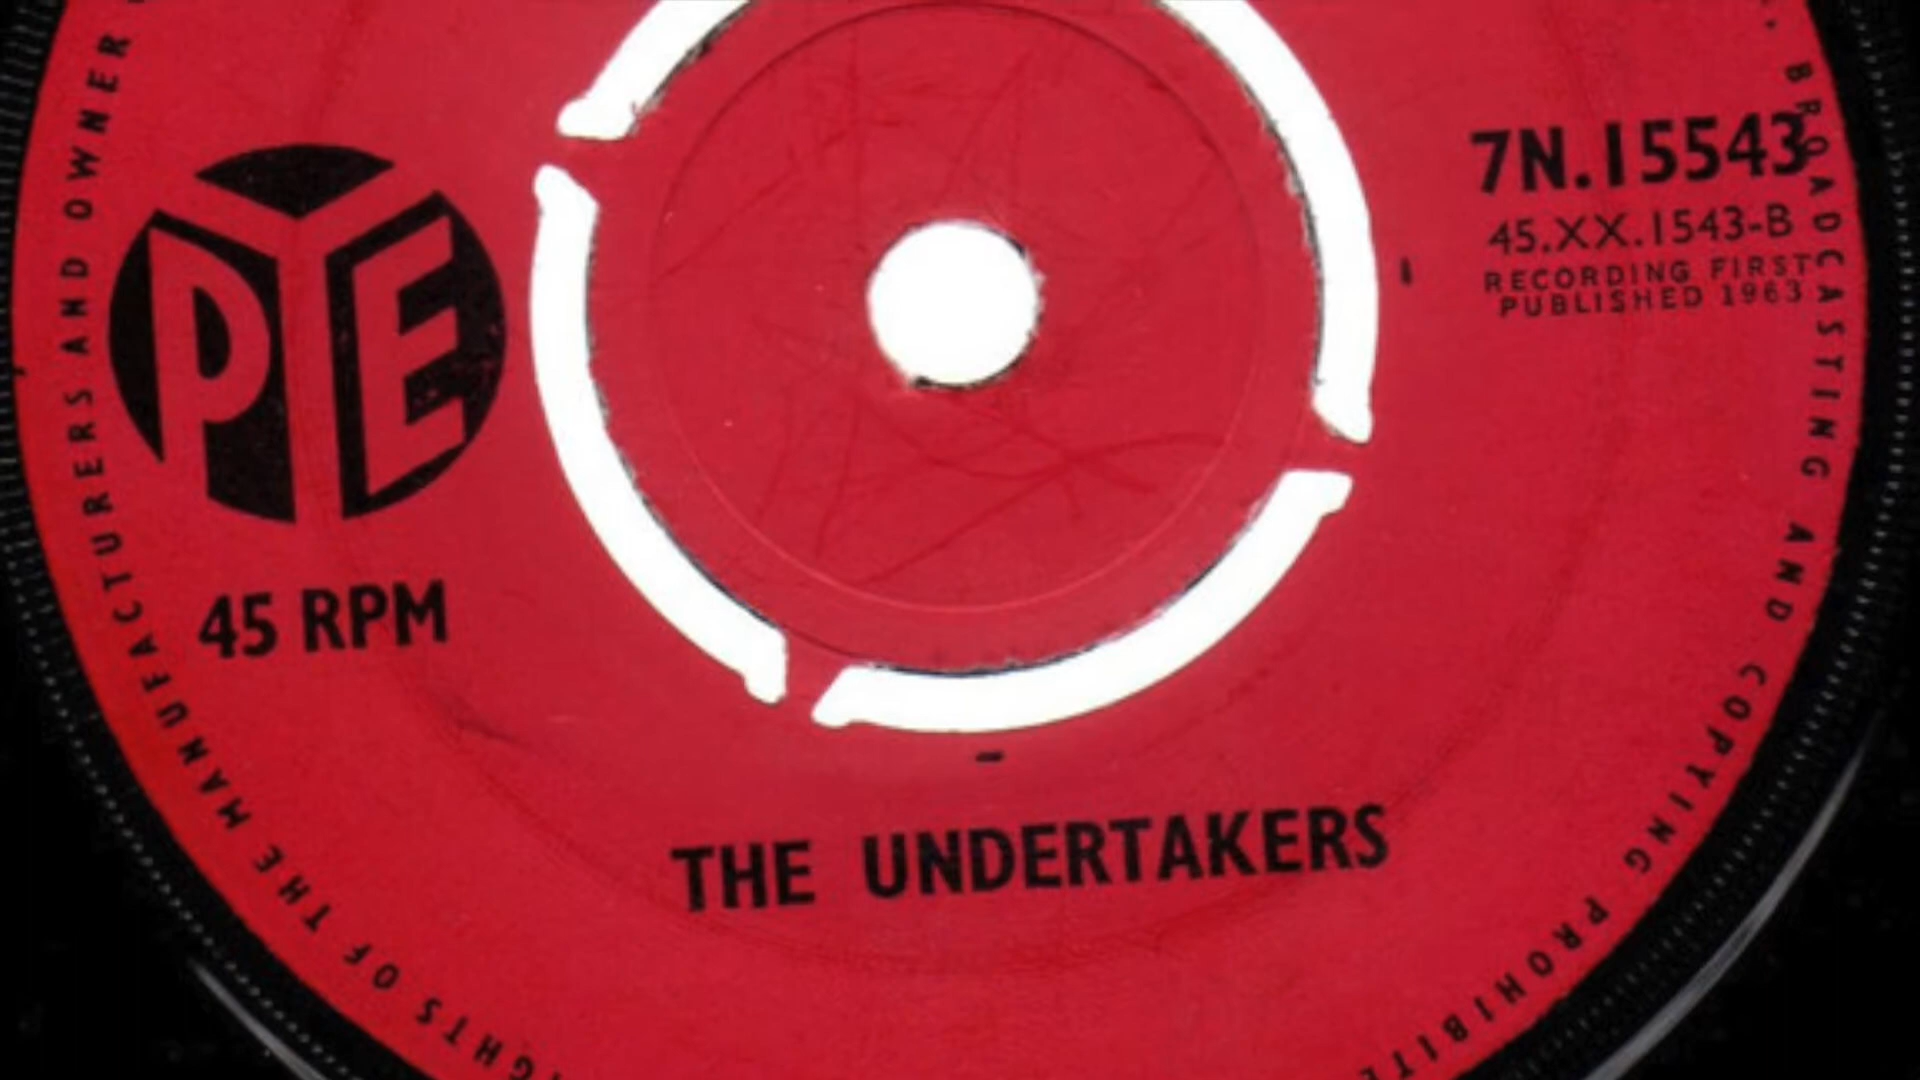 PYE
45 RPM
7N.15543
45.XX.1543-B
RECORDING FIRST
PUBLISHED 1963
THE UNDERTAKERS
RIGHTS OF THE MANUFACTURERS AND OWNER
BROADCASTING AND COPYING PROHIBITE